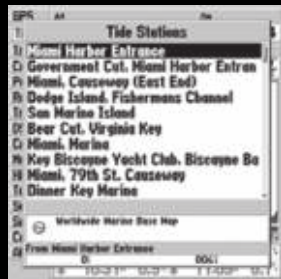 GPS
Tide Stations
Miami Harbor Entrance
Government Cut, Miami Harbor Entran
Miami, Causeway (East End)
Dodge Island, Fishermans Channel
San Marino Island
Bear Cut, Virginia Key
Miami, Marina
Key Biscayne Yacht Club, Biscayne Ba
Miami, 79th St. Causeway
Dinner Key Marina
Worldwide Marine Base Map
From Miami Harbor Entrance